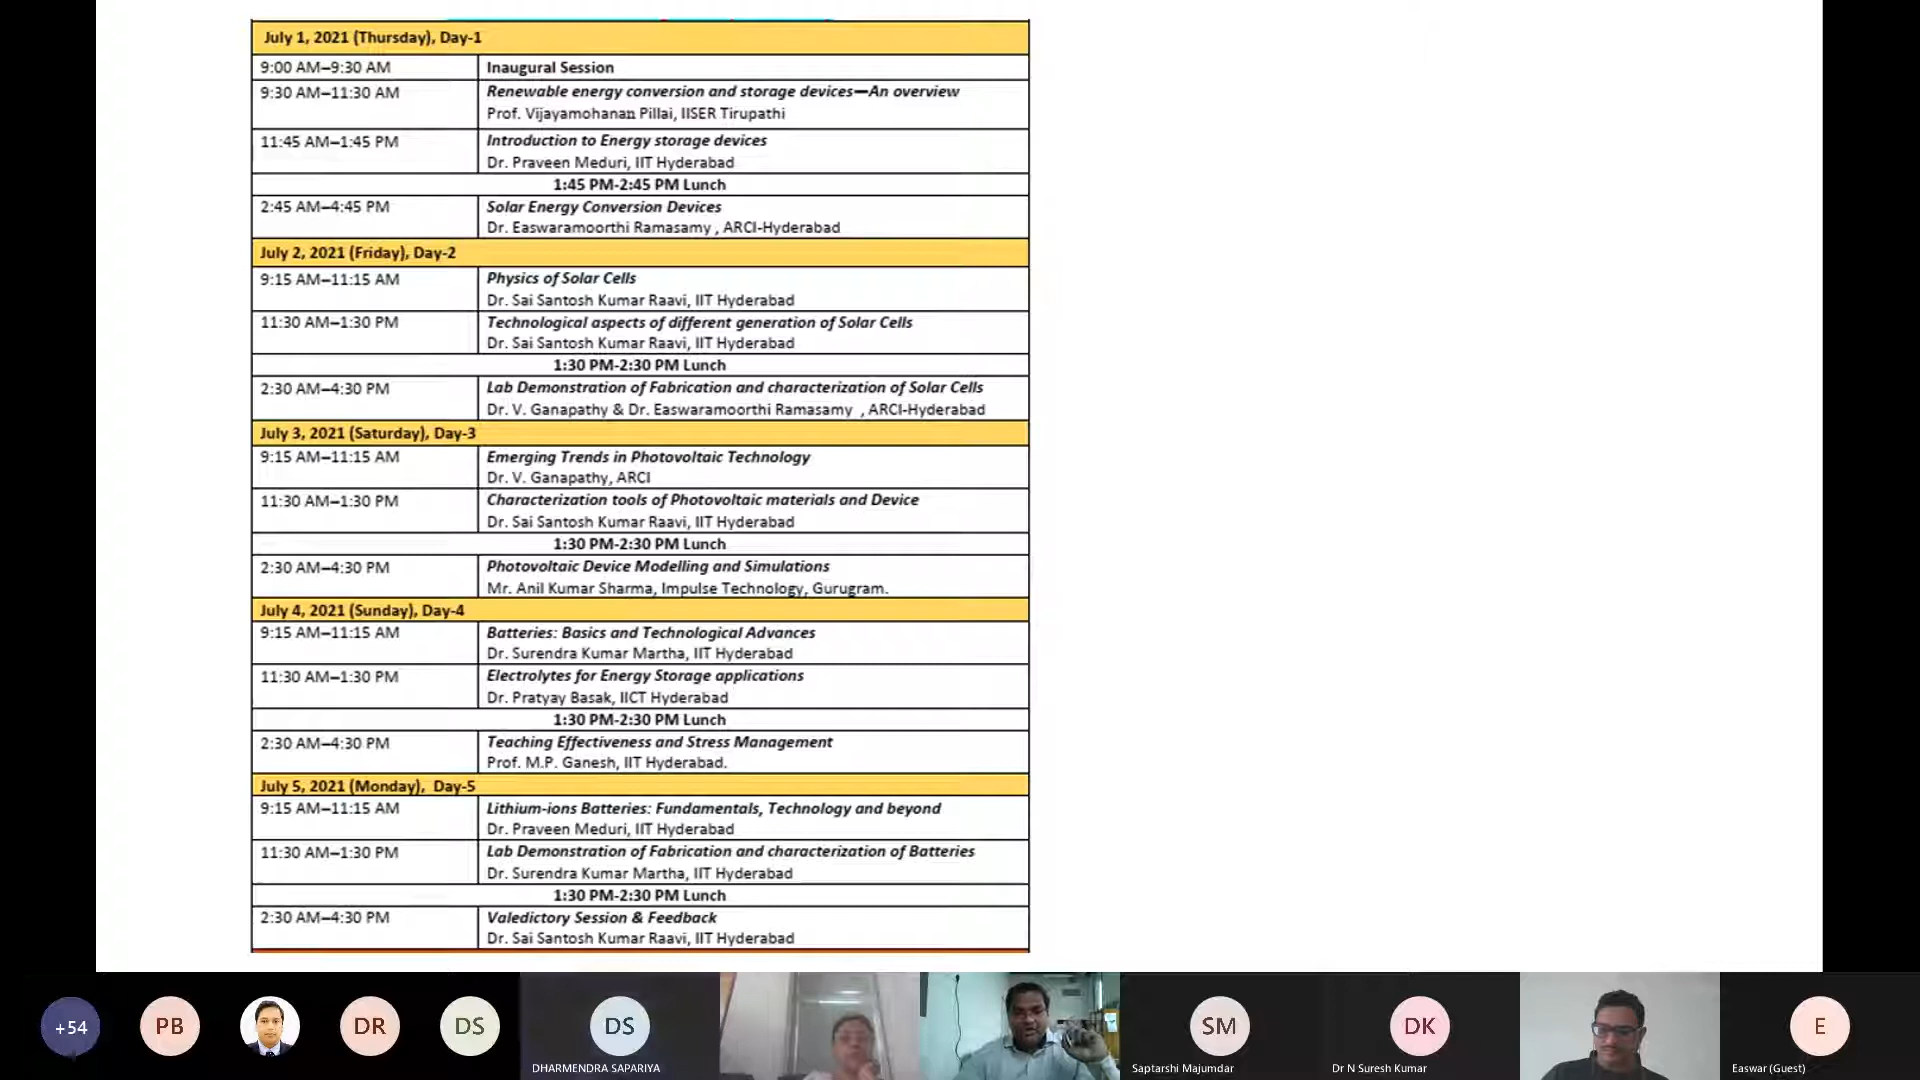 July 1, 2021 (Thursday), Day-1
9:00 AM–9:30 AM Inaugural Session
9:30 AM–11:30 AM Renewable energy conversion and storage devices—An overview
Prof. Vijayamohanan Pillai, IISER Tirupathi
11:45 AM–1:45 PM Introduction to Energy storage devices
Dr. Praveen Meduri, IIT Hyderabad
1:45 PM-2:45 PM Lunch
2:45 AM–4:45 PM Solar Energy Conversion Devices
Dr. Easwaramoorthi Ramasamy , ARCI-Hyderabad
July 2, 2021 (Friday), Day-2
9:15 AM–11:15 AM Physics of Solar Cells
Dr. Sai Santosh Kumar Raavi, IIT Hyderabad
11:30 AM–1:30 PM Technological aspects of different generation of Solar Cells
Dr. Sai Santosh Kumar Raavi, IIT Hyderabad
1:30 PM-2:30 PM Lunch
2:30 AM–4:30 PM Lab Demonstration of Fabrication and characterization of Solar Cells
Dr. V. Ganapathy & Dr. Easwaramoorthi Ramasamy , ARCI-Hyderabad
July 3, 2021 (Saturday), Day-3
9:15 AM–11:15 AM Emerging Trends in Photovoltaic Technology
Dr. V. Ganapathy, ARCI
11:30 AM–1:30 PM Characterization tools of Photovoltaic materials and Device
Dr. Sai Santosh Kumar Raavi, IIT Hyderabad
1:30 PM-2:30 PM Lunch
2:30 AM–4:30 PM Photovoltaic Device Modelling and Simulations
Mr. Anil Kumar Sharma, Impulse Technology, Gurugram.
July 4, 2021 (Sunday), Day-4
9:15 AM–11:15 AM Batteries: Basics and Technological Advances
Dr. Surendra Kumar Martha, IIT Hyderabad
11:30 AM–1:30 PM Electrolytes for Energy Storage applications
Dr. Pratyay Basak, IICT Hyderabad
1:30 PM-2:30 PM Lunch
2:30 AM–4:30 PM Teaching Effectiveness and Stress Management
Prof. M.P. Ganesh, IIT Hyderabad.
July 5, 2021 (Monday), Day-5
9:15 AM–11:15 AM Lithium-ions Batteries: Fundamentals, Technology and beyond
Dr. Praveen Meduri, IIT Hyderabad
11:30 AM–1:30 PM Lab Demonstration of Fabrication and characterization of Batteries
Dr. Surendra Kumar Martha, IIT Hyderabad
1:30 PM-2:30 PM Lunch
2:30 AM–4:30 PM Valedictory Session & Feedback
Dr. Sai Santosh Kumar Raavi, IIT Hyderabad
+54 PB DR DS DS SM DK E
DHARMENDRA SAPARIYA Saptarshi Majumdar Dr N Suresh Kumar Easwar (Guest)